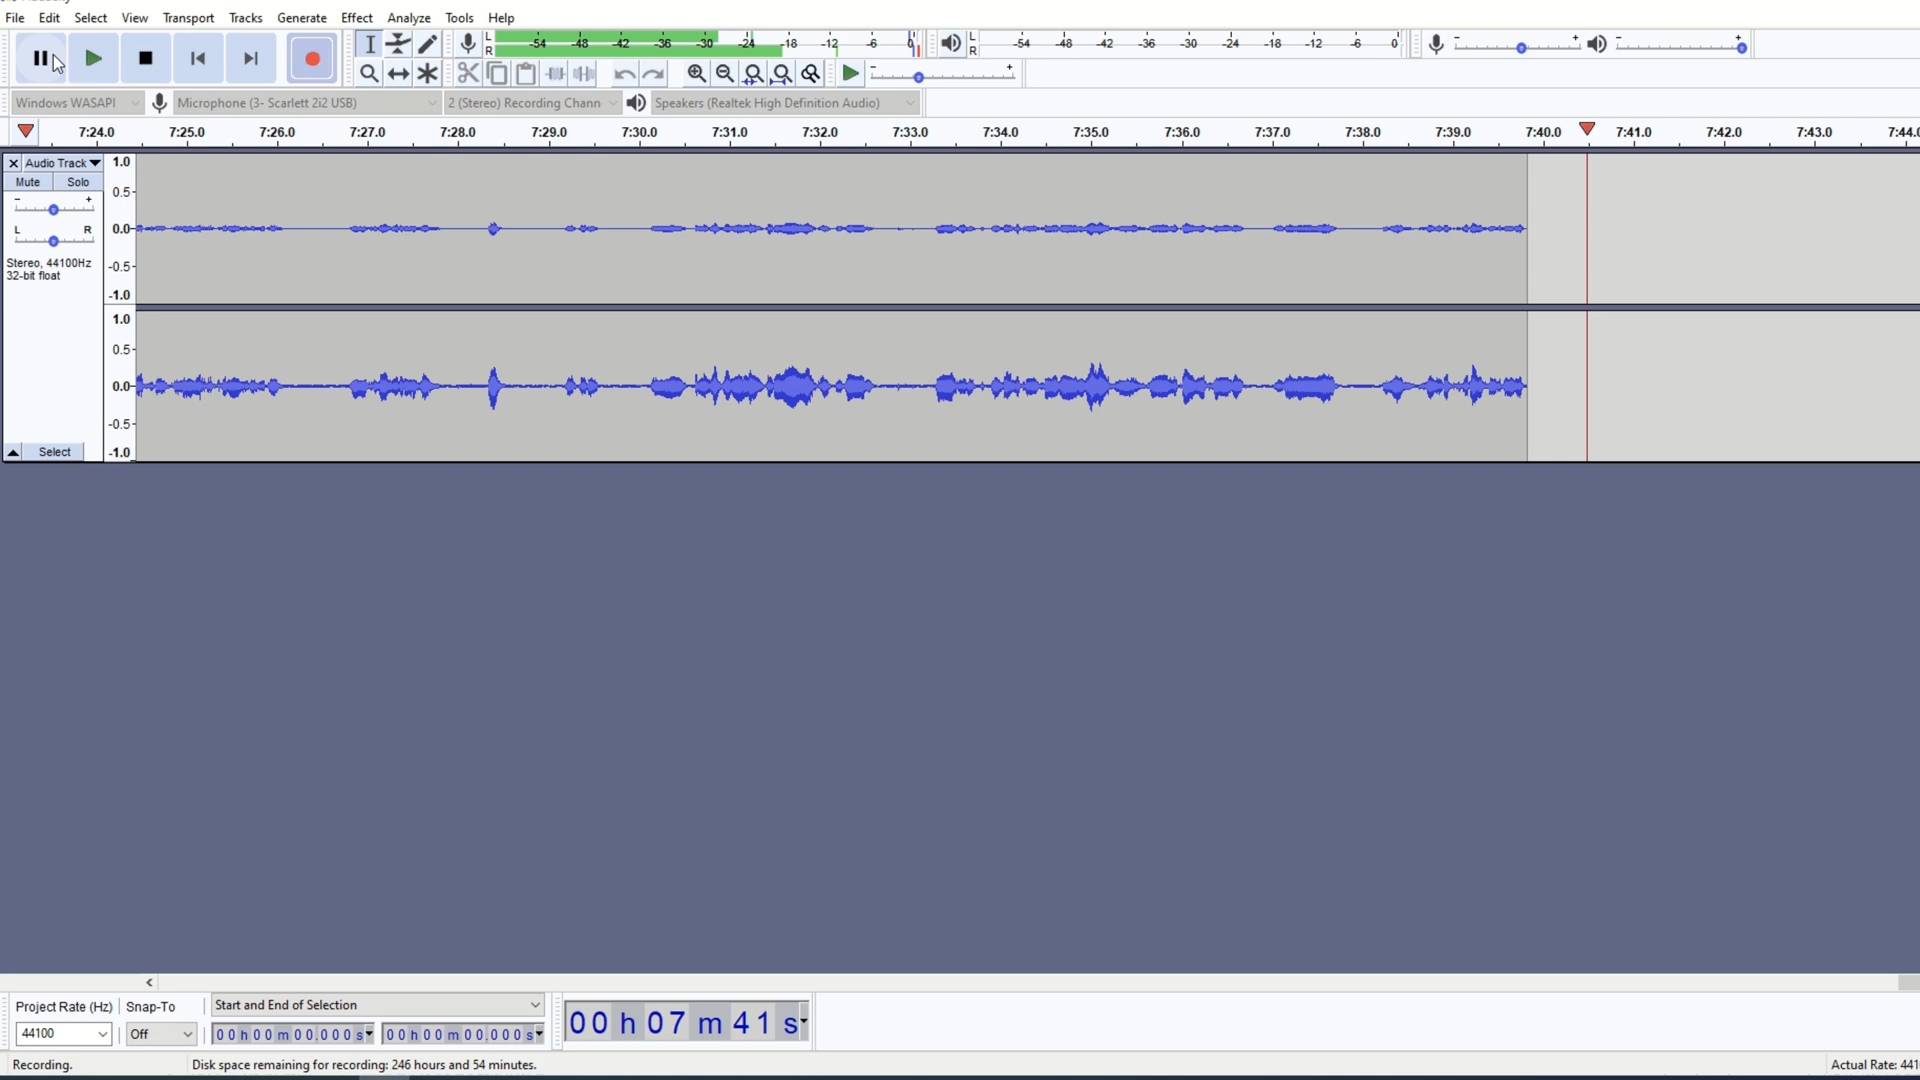 File Edit Select View Transport Tracks Generate Effect Analyze Tools Help
L R -54 -48 -42 -36 -30 -24 -18 -12 -6 0 L R -54 -48 -42 -36 -30 -24 -18 -12 -6 0 - + - +
- +
Windows WASAPI Microphone (3- Scarlett 2i2 USB) 2 (Stereo) Recording Chann Speakers (Realtek High Definition Audio)
7:24.0 7:25.0 7:26.0 7:27.0 7:28.0 7:29.0 7:30.0 7:31.0 7:32.0 7:33.0 7:34.0 7:35.0 7:36.0 7:37.0 7:38.0 7:39.0 7:40.0 7:41.0 7:42.0 7:43.0 7:44.0
Audio Track 1.0
Mute Solo 0.5
- +
L R 0.0
Stereo, 44100Hz -0.5
32-bit float
-1.0
1.0
0.5
0.0
-0.5
Select -1.0
Project Rate (Hz) Snap-To Start and End of Selection
44100 Off 00 h 00 m 00.000 s 00 h 00 m 00.000 s 00 h 07 m 41 s
Recording. Disk space remaining for recording: 246 hours and 54 minutes. Actual Rate: 441